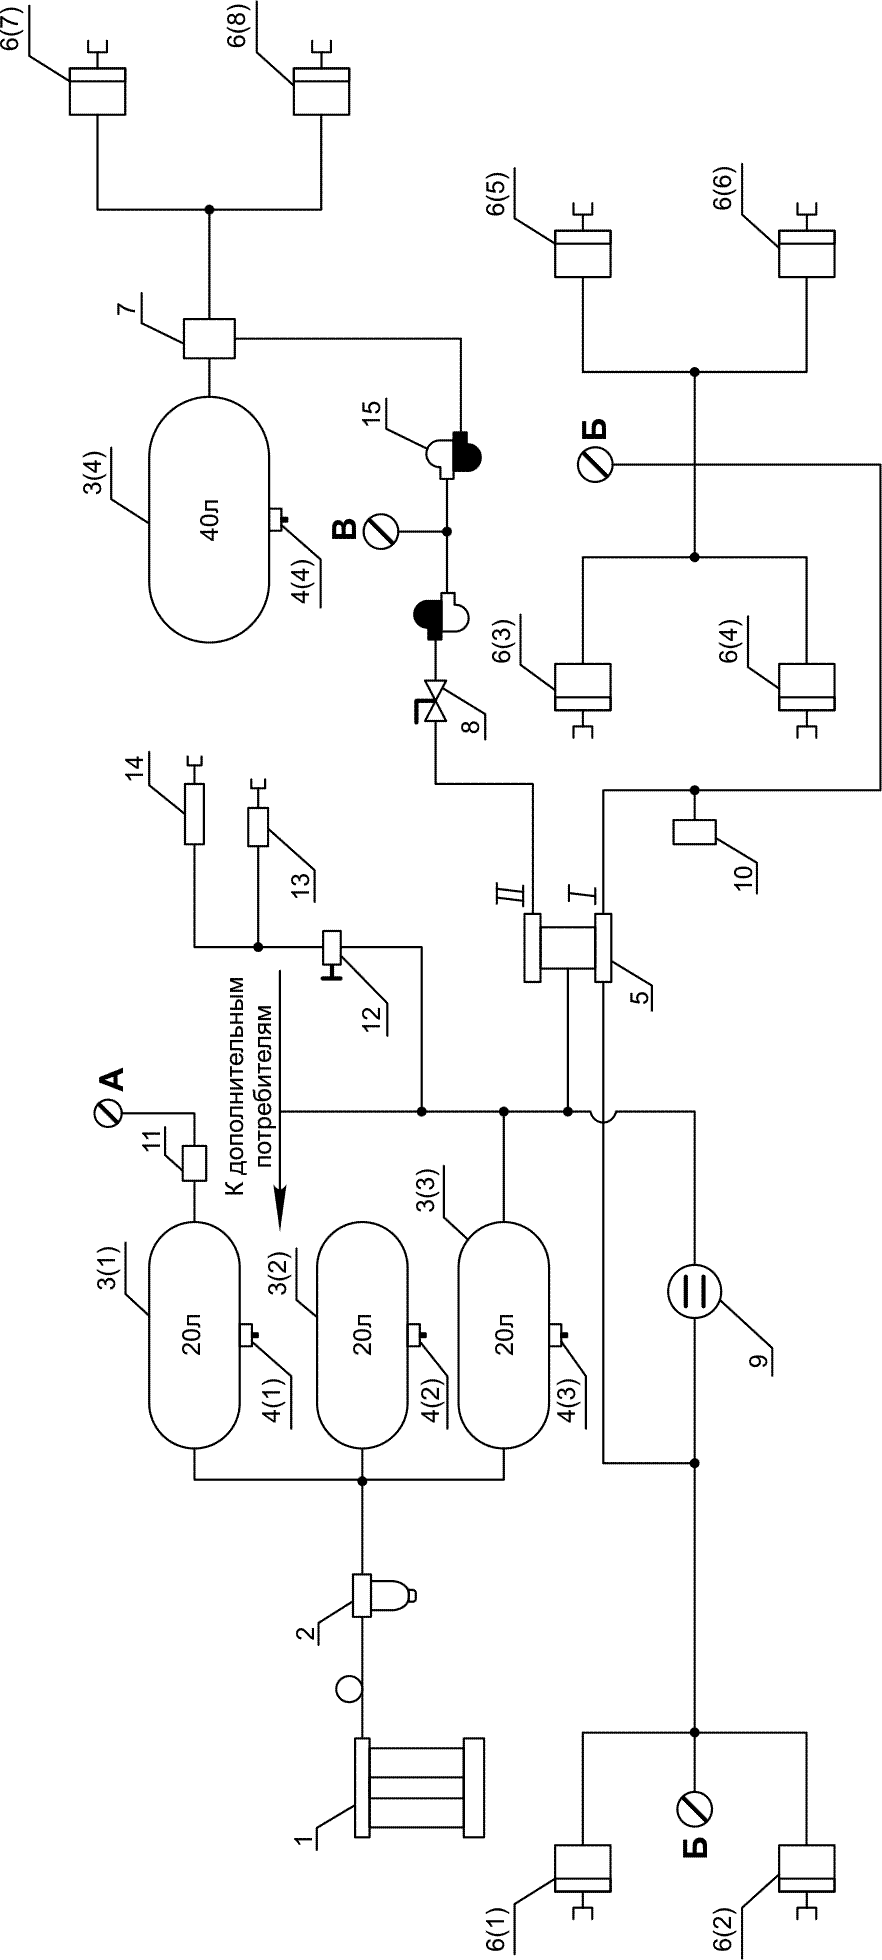 6(7)
6(8)
6(5)
6(6)
7
3(4)
15
Б
40л
В
4(4)
6(3)
6(4)
8
14
13
10
II
I
12
5
К дополнительным
потребителям
А
11
3(3)
3(1)
3(2)
20л
20л
20л
9
4(1)
4(2)
4(3)
2
1
Б
6(1)
6(2)